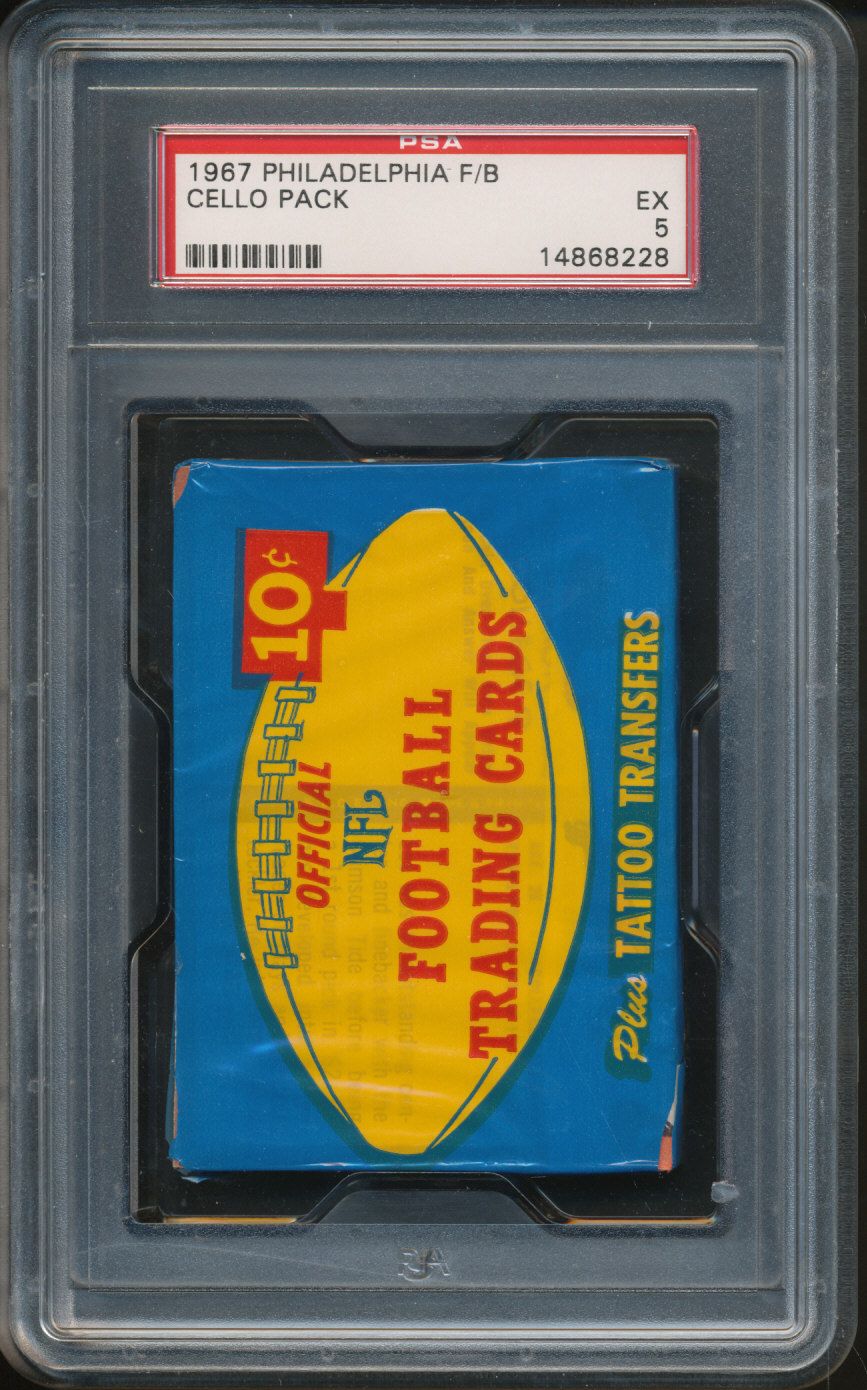 PSA
1967 PHILADELPHIA F/B
CELLO PACK
EX
5
14868228
10¢
OFFICIAL
NFL
FOOTBALL
TRADING CARDS
Plus TATTOO TRANSFERS
PSA